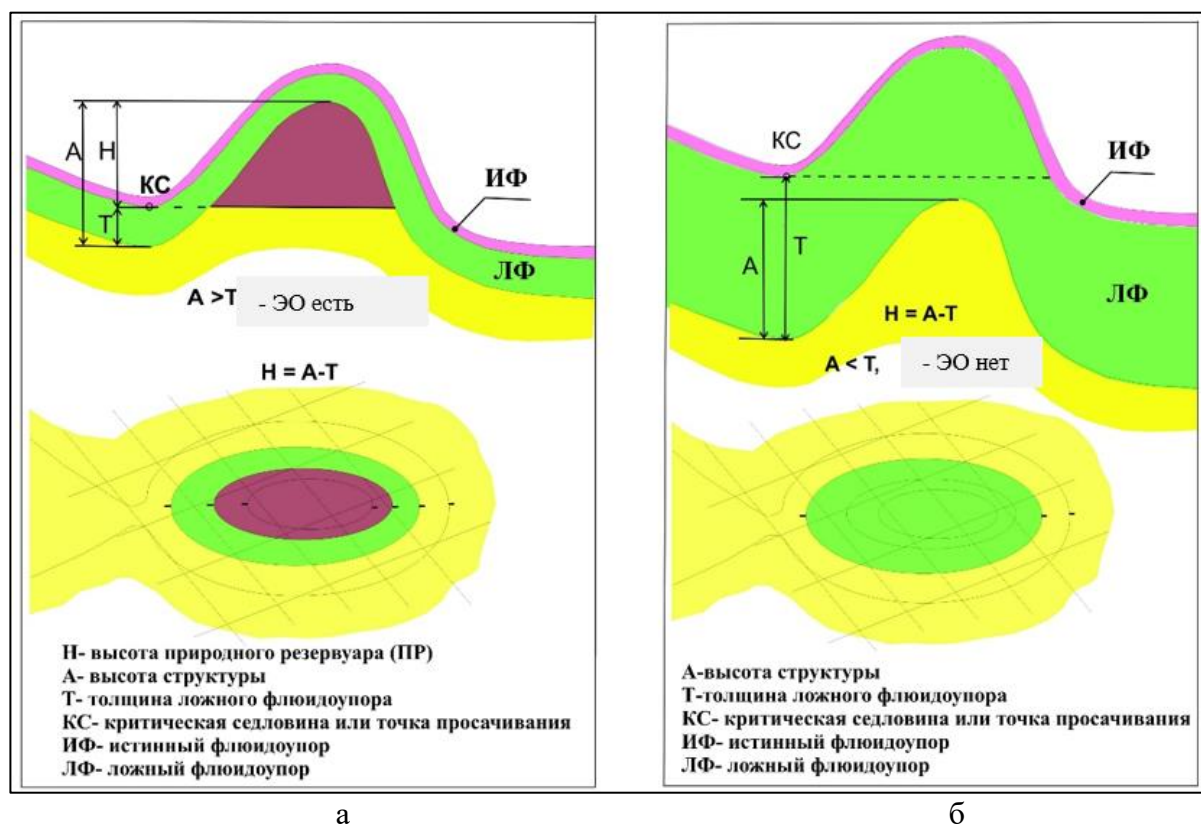 А
Н
КС
Т
ИФ
ЛФ
А >Т
- ЭО есть
Н = А-Т
Н- высота природного резервуара (ПР)
А- высота структуры
Т- толщина ложного флюидоупора
КС- критическая седловина или точка просачивания
ИФ- истинный флюидоупор
ЛФ- ложный флюидоупор
а
КС
ИФ
А
Т
ЛФ
Н = А-Т
А < Т,
- ЭО нет
А-высота структуры
Т-толщина ложного флюидоупора
КС- критическая седловина или точка просачивания
ИФ- истинный флюидоупор
ЛФ- ложный флюидоупор
б